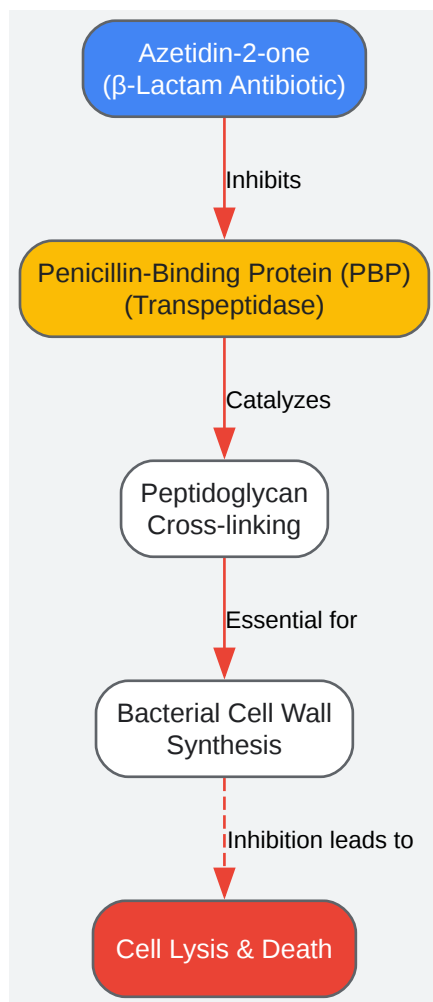 Azetidin-2-one
(β-Lactam Antibiotic)
Inhibits
Penicillin-Binding Protein (PBP)
(Transpeptidase)
Catalyzes
Peptidoglycan
Cross-linking
Essential for
Bacterial Cell Wall
Synthesis
Inhibition leads to
Cell Lysis & Death